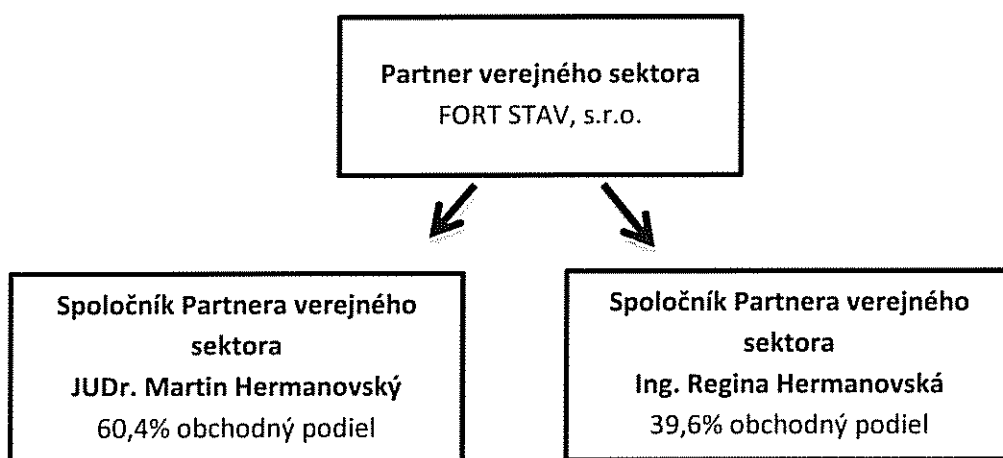 Partner verejného sektora
FORT STAV, s.r.o.
Spoločník Partnera verejného
sektora
JUDr. Martin Hermanovský
60,4% obchodný podiel
Spoločník Partnera verejného
sektora
Ing. Regina Hermanovská
39,6% obchodný podiel